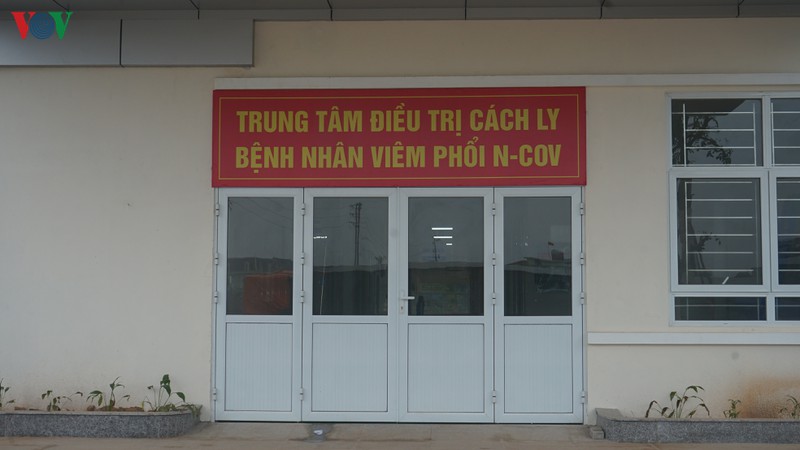 VOV
TRUNG TÂM ĐIỀU TRỊ CÁCH LY
BỆNH NHÂN VIÊM PHỔI N-COV